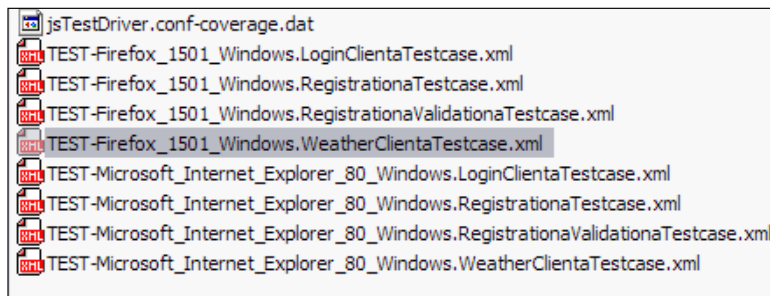 jsTestDriver.conf-coverage.dat
TEST-Firefox_1501_Windows.LoginClientaTestcase.xml
TEST-Firefox_1501_Windows.RegistrationaTestcase.xml
TEST-Firefox_1501_Windows.RegistrationaValidationaTestcase.xml
TEST-Firefox_1501_Windows.WeatherClientaTestcase.xml
TEST-Microsoft_Internet_Explorer_80_Windows.LoginClientaTestcase.xml
TEST-Microsoft_Internet_Explorer_80_Windows.RegistrationaTestcase.xml
TEST-Microsoft_Internet_Explorer_80_Windows.RegistrationaValidationaTestcase.xml
TEST-Microsoft_Internet_Explorer_80_Windows.WeatherClientaTestcase.xml